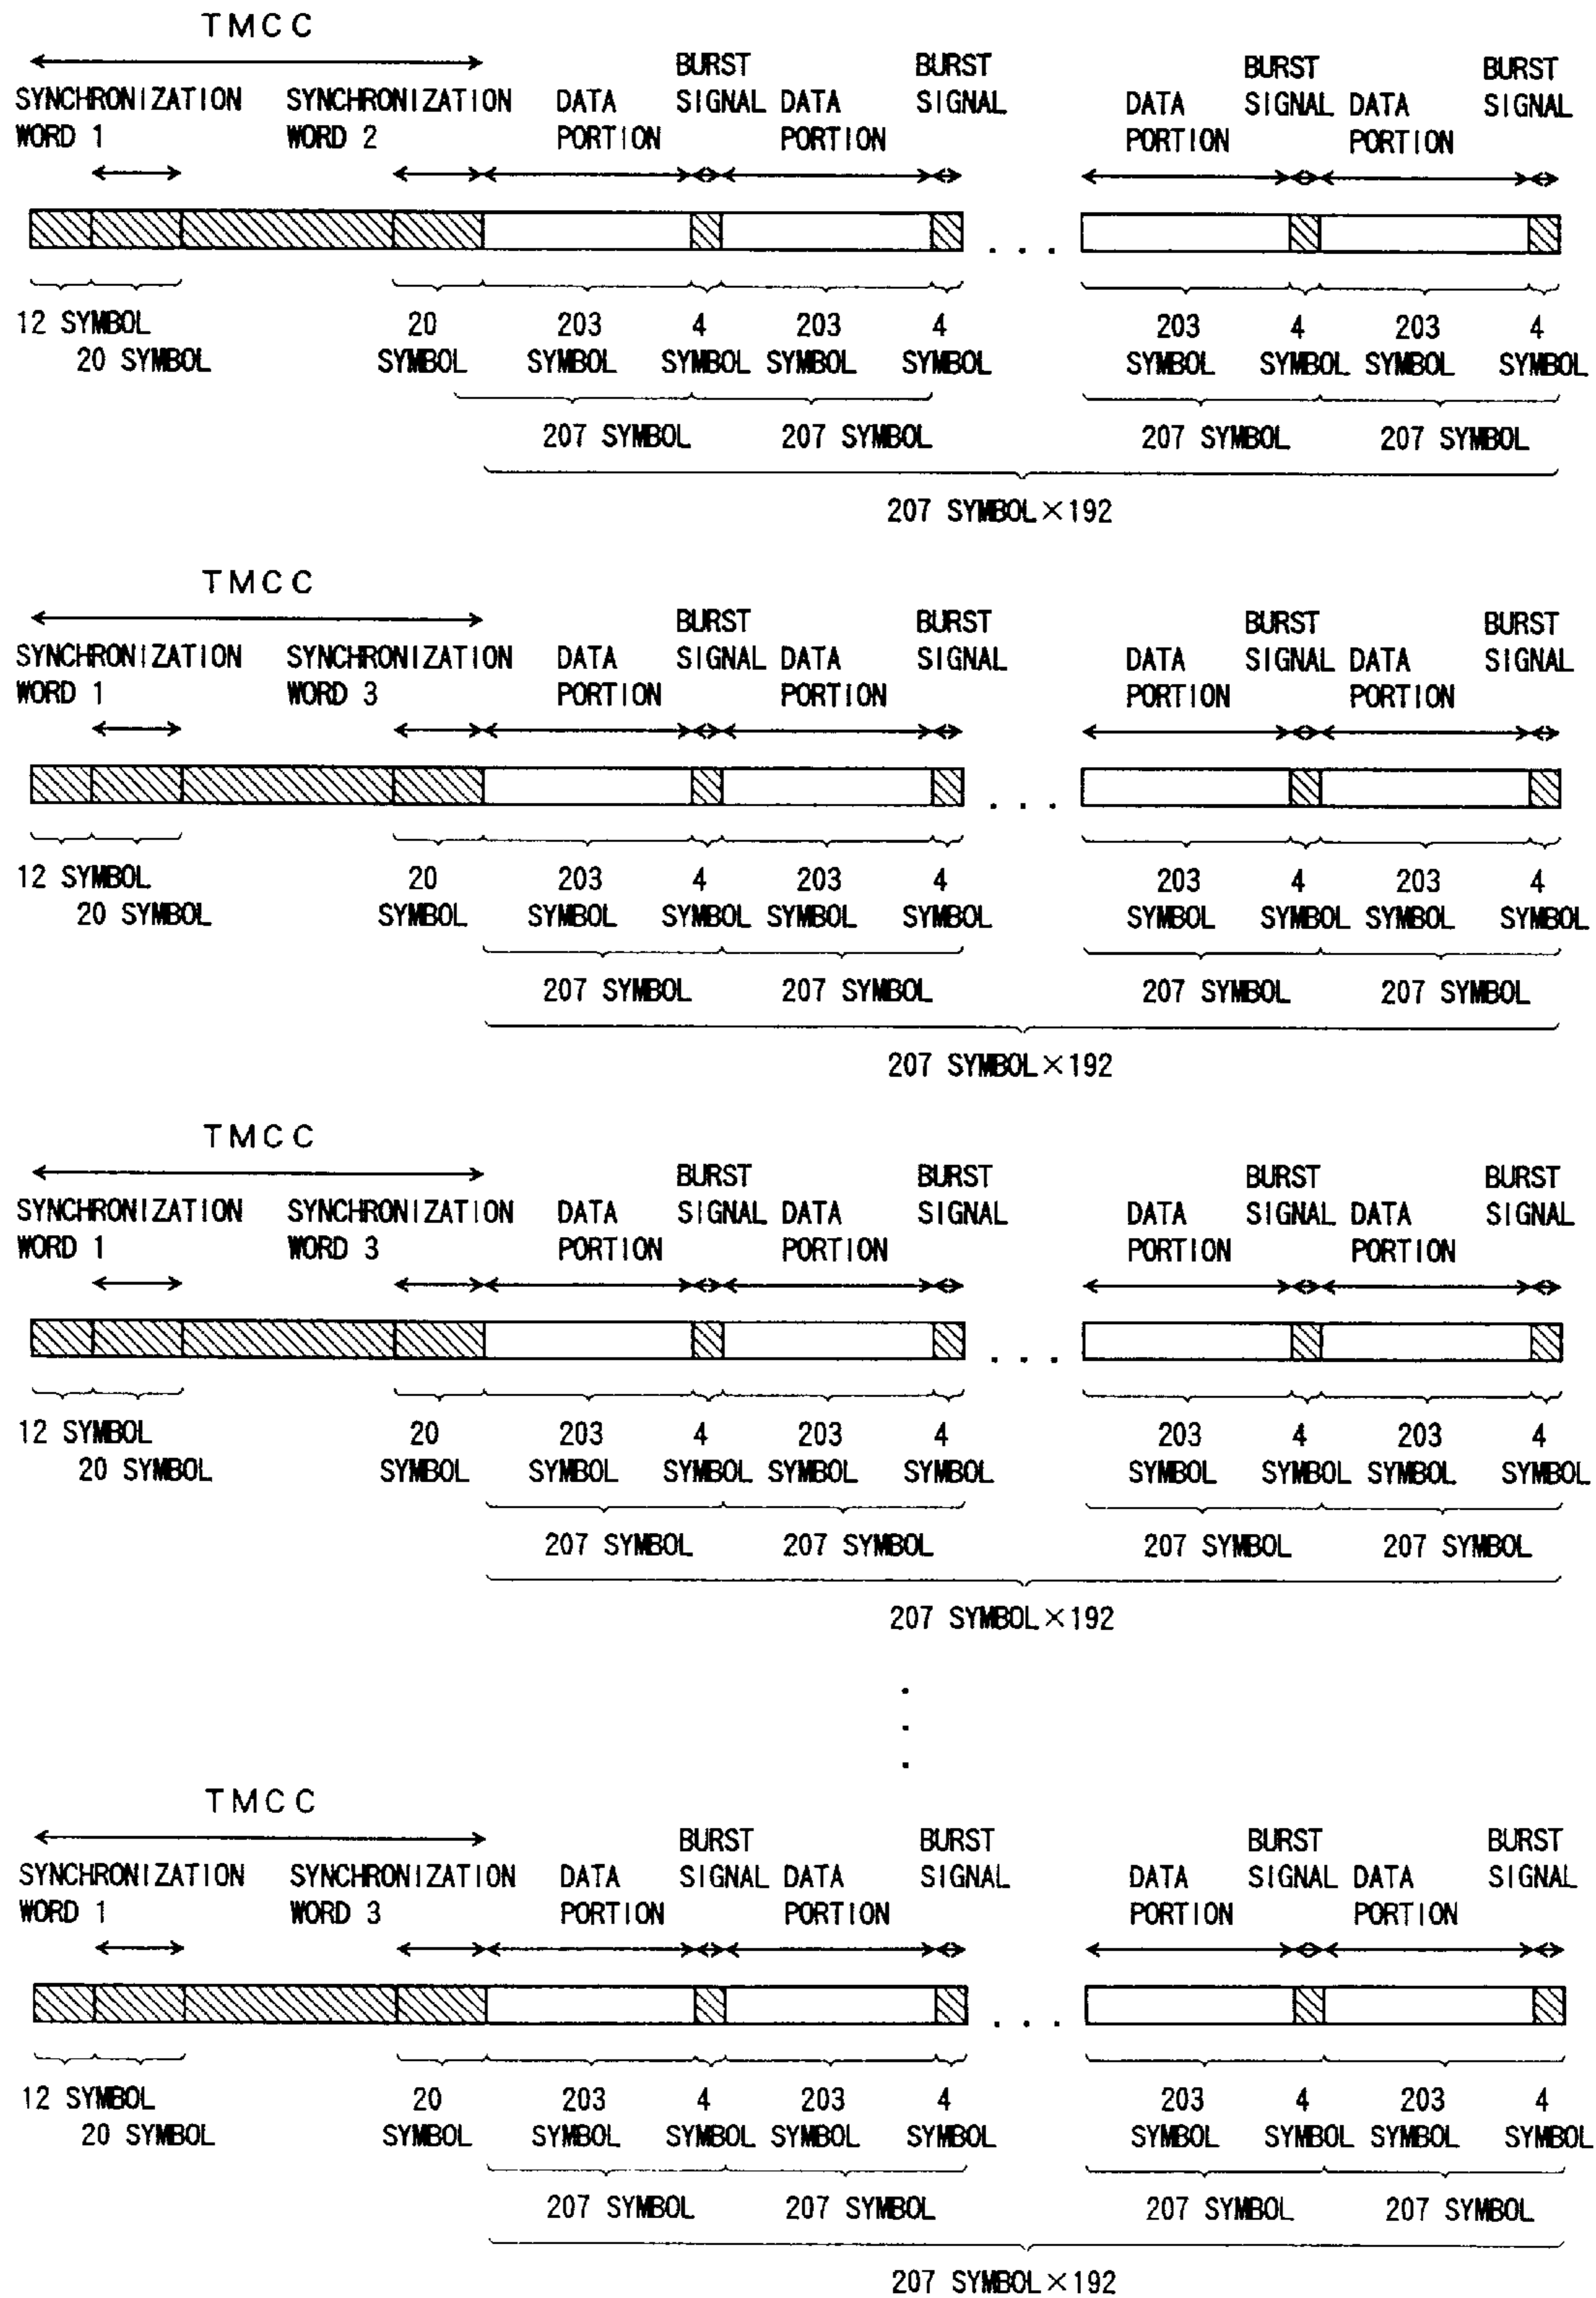 TMCC
BURST BURST BURST BURST
SYNCHRONIZATION SYNCHRONIZATION DATA SIGNAL DATA SIGNAL DATA SIGNAL DATA SIGNAL
WORD 1 WORD 2 PORTION PORTION PORTION PORTION
. . .
12 SYMBOL 20 203 4 203 4 203 4 203 4
20 SYMBOL SYMBOL SYMBOL SYMBOL SYMBOL SYMBOL SYMBOL SYMBOL SYMBOL SYMBOL
207 SYMBOL 207 SYMBOL 207 SYMBOL 207 SYMBOL
207 SYMBOL×192
TMCC
BURST BURST BURST BURST
SYNCHRONIZATION SYNCHRONIZATION DATA SIGNAL DATA SIGNAL DATA SIGNAL DATA SIGNAL
WORD 1 WORD 3 PORTION PORTION PORTION PORTION
. . .
12 SYMBOL 20 203 4 203 4 203 4 203 4
20 SYMBOL SYMBOL SYMBOL SYMBOL SYMBOL SYMBOL SYMBOL SYMBOL SYMBOL SYMBOL
207 SYMBOL 207 SYMBOL 207 SYMBOL 207 SYMBOL
207 SYMBOL×192
TMCC
BURST BURST BURST BURST
SYNCHRONIZATION SYNCHRONIZATION DATA SIGNAL DATA SIGNAL DATA SIGNAL DATA SIGNAL
WORD 1 WORD 3 PORTION PORTION PORTION PORTION
. . .
12 SYMBOL 20 203 4 203 4 203 4 203 4
20 SYMBOL SYMBOL SYMBOL SYMBOL SYMBOL SYMBOL SYMBOL SYMBOL SYMBOL SYMBOL
207 SYMBOL 207 SYMBOL 207 SYMBOL 207 SYMBOL
207 SYMBOL×192
.
.
.
TMCC
BURST BURST BURST BURST
SYNCHRONIZATION SYNCHRONIZATION DATA SIGNAL DATA SIGNAL DATA SIGNAL DATA SIGNAL
WORD 1 WORD 3 PORTION PORTION PORTION PORTION
. . .
12 SYMBOL 20 203 4 203 4 203 4 203 4
20 SYMBOL SYMBOL SYMBOL SYMBOL SYMBOL SYMBOL SYMBOL SYMBOL SYMBOL SYMBOL
207 SYMBOL 207 SYMBOL 207 SYMBOL 207 SYMBOL
207 SYMBOL×192